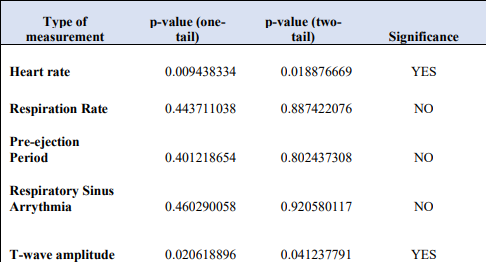 Type of measurement p-value (one-tail) p-value (two-tail) Significance
Heart rate 0.009438334 0.018876669 YES
Respiration Rate 0.443711038 0.887422076 NO
Pre-ejection Period 0.401218654 0.802437308 NO
Respiratory Sinus Arrythmia 0.460290058 0.920580117 NO
T-wave amplitude 0.020618896 0.041237791 YES